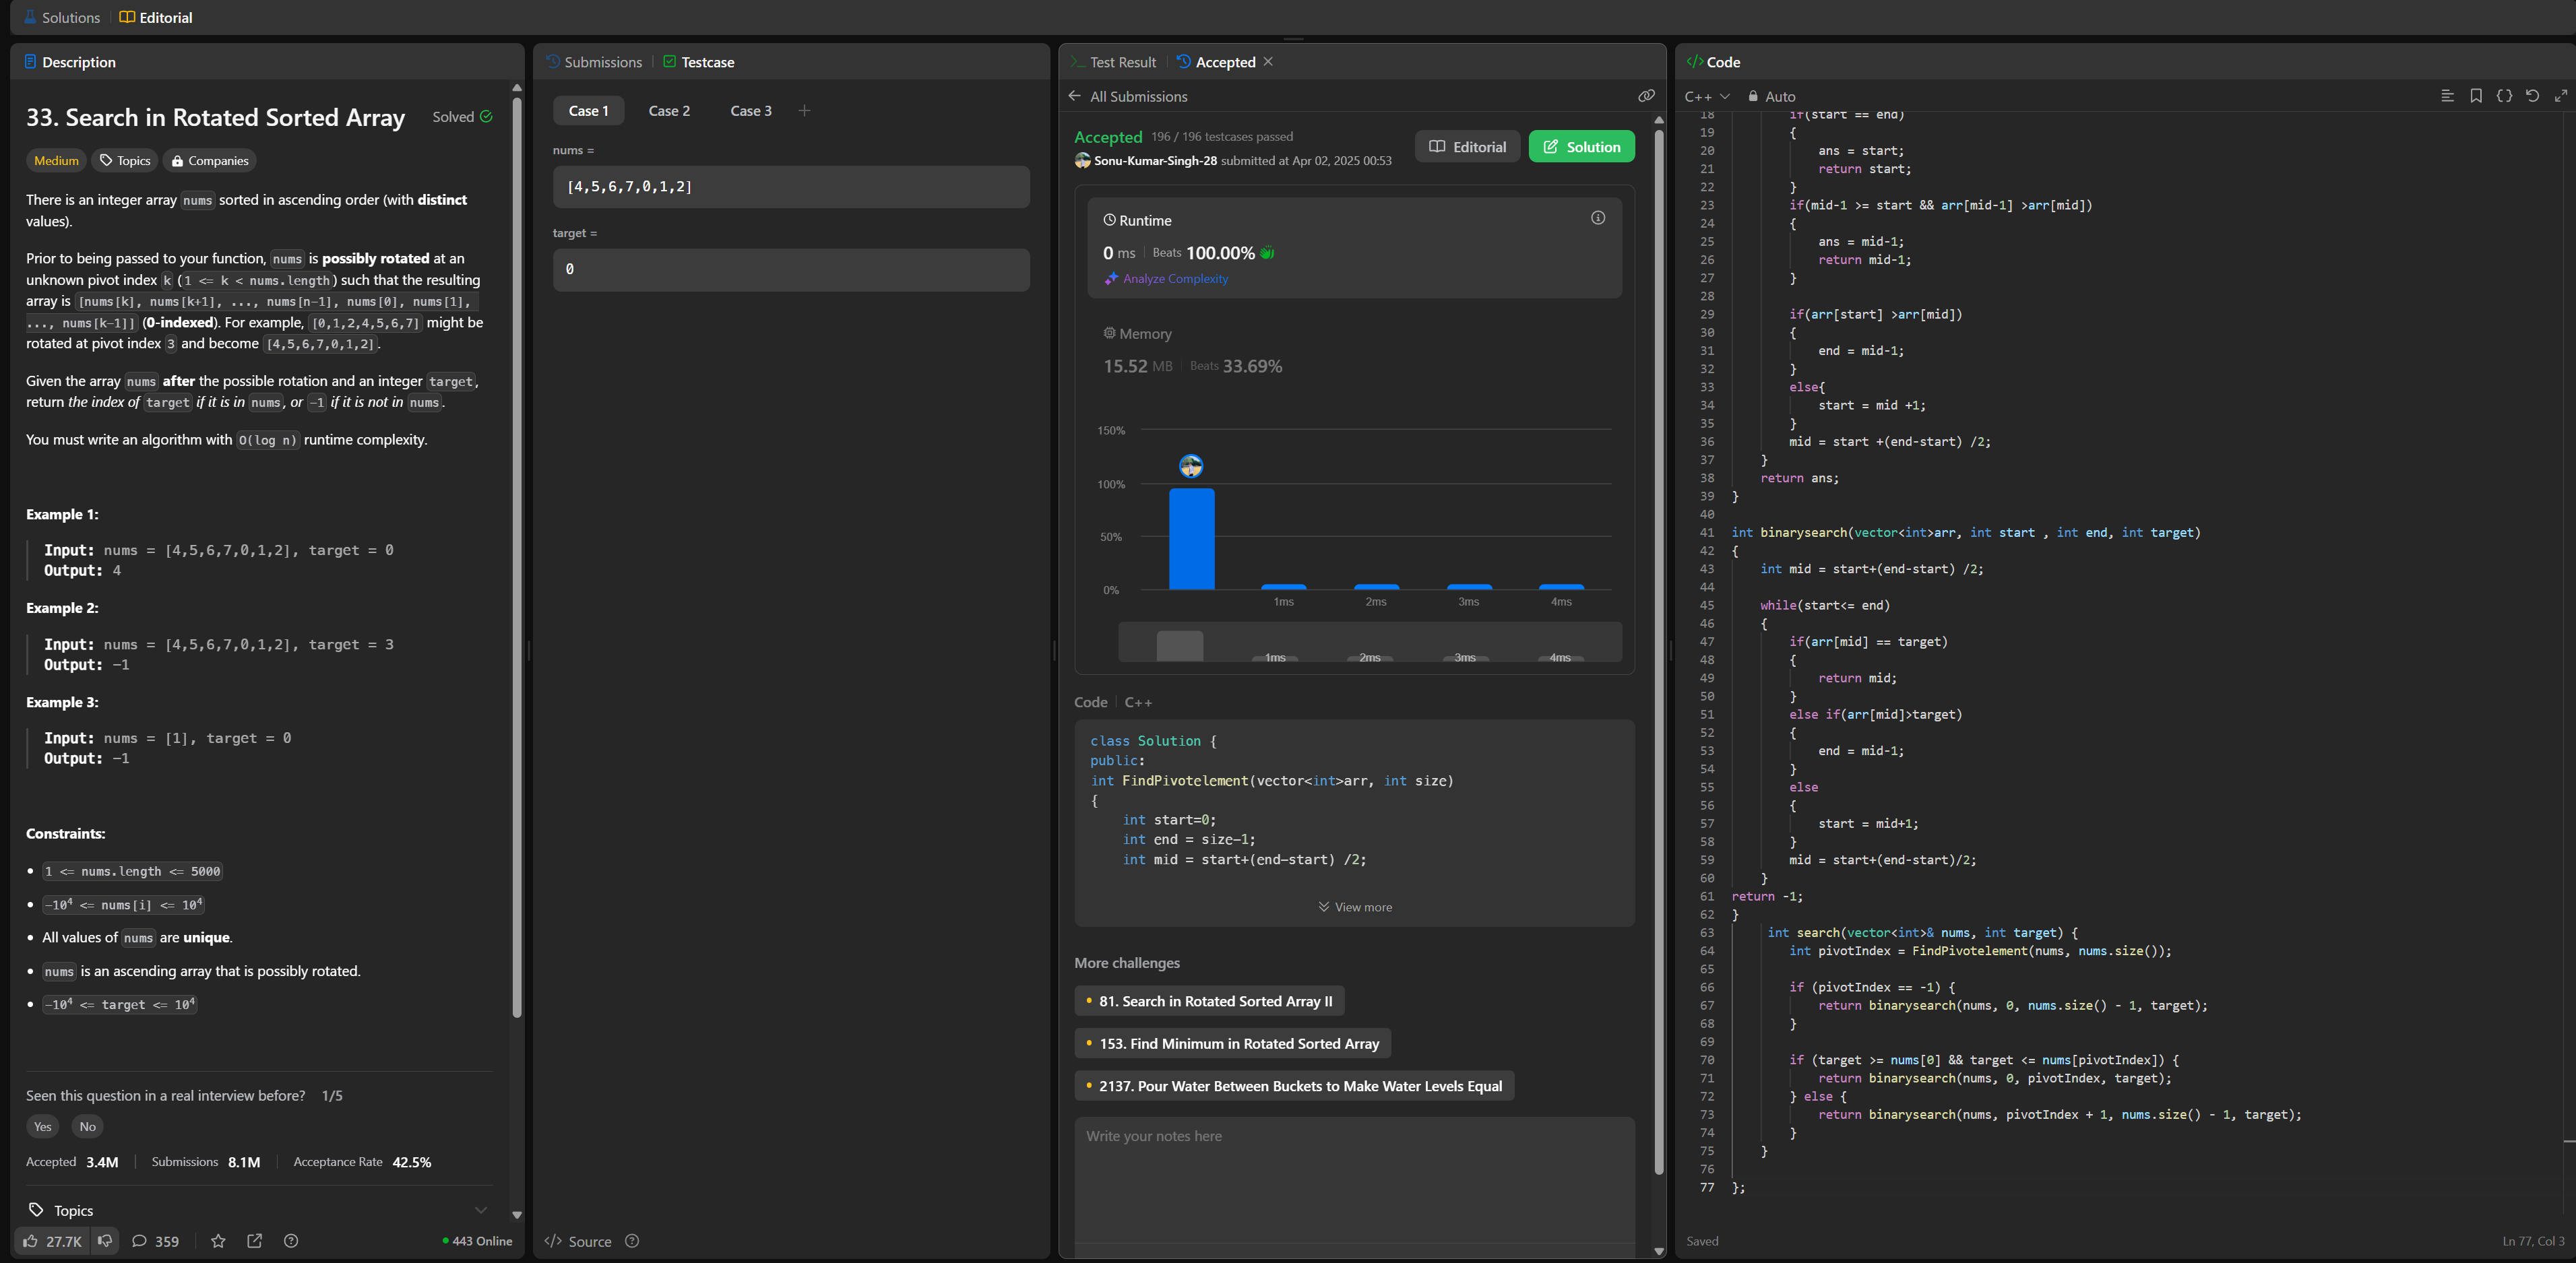 Solutions | Editorial
Description
33. Search in Rotated Sorted Array
Solved
Medium
Topics
Companies
There is an integer array nums sorted in ascending order (with distinct
values).
Prior to being passed to your function, nums is possibly rotated at an
unknown pivot index k (1 <= k < nums.length) such that the resulting
array is [nums[k], nums[k+1], ..., nums[n-1], nums[0], nums[1],
..., nums[k-1]] (0-indexed). For example, [0,1,2,4,5,6,7] might be
rotated at pivot index 3 and become [4,5,6,7,0,1,2].
Given the array nums after the possible rotation and an integer target,
return the index of target if it is in nums, or -1 if it is not in nums.
You must write an algorithm with O(log n) runtime complexity.
Example 1:
Input: nums = [4,5,6,7,0,1,2], target = 0
Output: 4
Example 2:
Input: nums = [4,5,6,7,0,1,2], target = 3
Output: -1
Example 3:
Input: nums = [1], target = 0
Output: -1
Constraints:
• 1 <= nums.length <= 5000
• -10⁴ <= nums[i] <= 10⁴
• All values of nums are unique.
• nums is an ascending array that is possibly rotated.
• -10⁴ <= target <= 10⁴
Seen this question in a real interview before? 1/5
Yes
No
Accepted 3.4M | Submissions 8.1M | Acceptance Rate 42.5%
Topics
27.7K
359
443 Online
Submissions | Testcase
Case 1
Case 2
Case 3
+
nums =
[4,5,6,7,0,1,2]
target =
0
</> Source
Test Result | Accepted
All Submissions
Accepted 196 / 196 testcases passed
Sonu-Kumar-Singh-28 submitted at Apr 02, 2025 00:53
Editorial
Solution
Runtime
0 ms | Beats 100.00%
Analyze Complexity
Memory
15.52 MB | Beats 33.69%
150%
100%
50%
0%
1ms 2ms 3ms 4ms
1ms 2ms 3ms 4ms
Code | C++
class Solution {
public:
int FindPivotelement(vector<int>arr, int size)
{
    int start=0;
    int end = size-1;
    int mid = start+(end-start) /2;
View more
More challenges
81. Search in Rotated Sorted Array II
153. Find Minimum in Rotated Sorted Array
2137. Pour Water Between Buckets to Make Water Levels Equal
Write your notes here
</> Code
C++ Auto
18 if(start == end)
19 {
20 ans = start;
21 return start;
22 }
23 if(mid-1 >= start && arr[mid-1] >arr[mid])
24 {
25 ans = mid-1;
26 return mid-1;
27 }
28
29 if(arr[start] >arr[mid])
30 {
31 end = mid-1;
32 }
33 else{
34 start = mid +1;
35 }
36 mid = start +(end-start) /2;
37 }
38 return ans;
39 }
40
41 int binarysearch(vector<int>arr, int start , int end, int target)
42 {
43 int mid = start+(end-start) /2;
44
45 while(start<= end)
46 {
47 if(arr[mid] == target)
48 {
49 return mid;
50 }
51 else if(arr[mid]>target)
52 {
53 end = mid-1;
54 }
55 else
56 {
57 start = mid+1;
58 }
59 mid = start+(end-start)/2;
60 }
61 return -1;
62 }
63 int search(vector<int>& nums, int target) {
64 int pivotIndex = FindPivotelement(nums, nums.size());
65
66 if (pivotIndex == -1) {
67 return binarysearch(nums, 0, nums.size() - 1, target);
68 }
69
70 if (target >= nums[0] && target <= nums[pivotIndex]) {
71 return binarysearch(nums, 0, pivotIndex, target);
72 } else {
73 return binarysearch(nums, pivotIndex + 1, nums.size() - 1, target);
74 }
75 }
76
77 };
Saved
Ln 77, Col 3